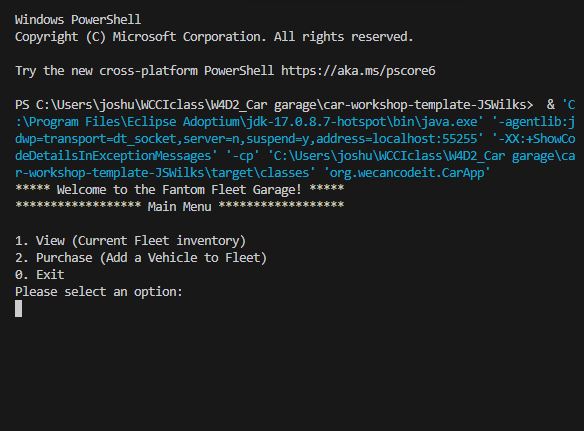 Windows PowerShell
Copyright (C) Microsoft Corporation. All rights reserved.
Try the new cross-platform PowerShell https://aka.ms/pscore6
PS C:\Users\joshu\WCCIclass\W4D2_Car garage\car-workshop-template-JSWilks>  & 'C
:\Program Files\Eclipse Adoptium\jdk-17.0.8.7-hotspot\bin\java.exe' '-agentlib:j
dwp=transport=dt_socket,server=n,suspend=y,address=localhost:55255' '-XX:+ShowCo
deDetailsInExceptionMessages' '-cp' 'C:\Users\joshu\WCCIclass\W4D2_Car garage\ca
r-workshop-template-JSWilks\target\classes' 'org.wecancodeit.CarApp'
***** Welcome to the Fantom Fleet Garage! *****
****************** Main Menu ******************
1. View (Current Fleet inventory)
2. Purchase (Add a Vehicle to Fleet)
0. Exit
Please select an option: